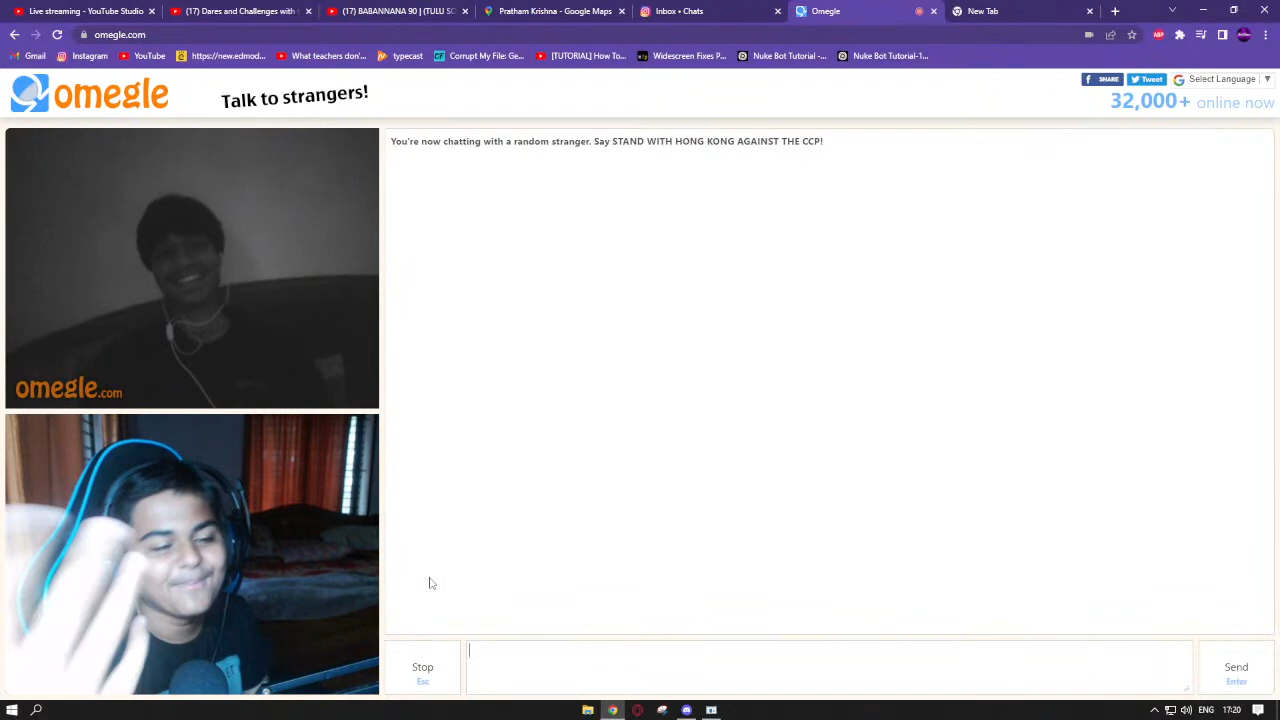 Live streaming - YouTube Studio
(17) Dares Challenges with
(17) BABANNANA 90 | (TULU SC
Pratham Krishna - Google Maps
Inbox • Chats
Omegle
New Tab
omegle.com
Gmail
Instagram
YouTube
https://new.edmod...
What teachers don'...
typecast
Corrupt My File: Ge...
[TUTORIAL] How To...
Widescreen Fixes P...
Nuke Bot Tutorial -...
Nuke Bot Tutorial-1...
omegle
Talk to strangers!
SHARE
Tweet
Select Language
32,000+ online now
You're now chatting with a random stranger. Say STAND WITH HONG KONG AGAINST THE CCP!
omegle.com
Stop
Esc
Send
Enter
ENG
17:20